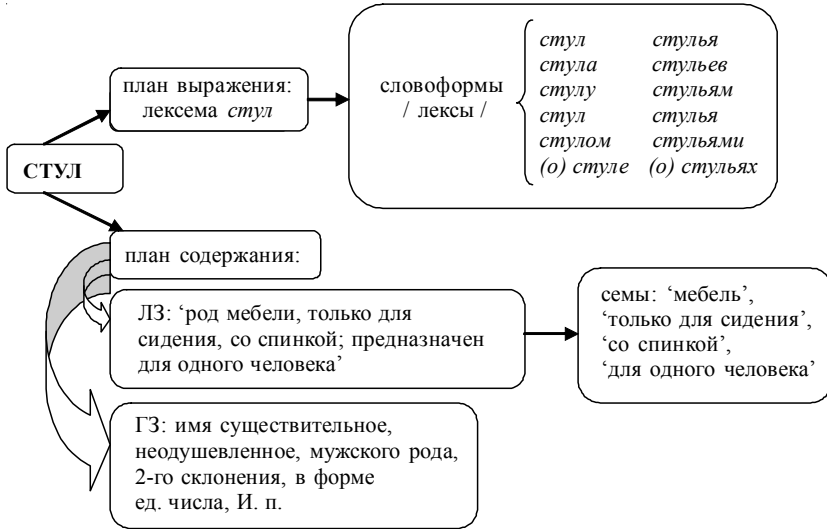 план выражения:
лексема стул
словоформы
/ лексы /
стул стулья
стула стульев
стулу стульям
стул стулья
стулом стульями
(о) стуле (о) стульях
СТУЛ
план содержания:
ЛЗ: ‘род мебели, только для
сидения, со спинкой; предназначен
для одного человека’
семы: ‘мебель’,
‘только для сидения’,
‘со спинкой’,
‘для одного человека’
ГЗ: имя существительное,
неодушевленное, мужского рода,
2-го склонения, в форме
ед. числа, И. п.